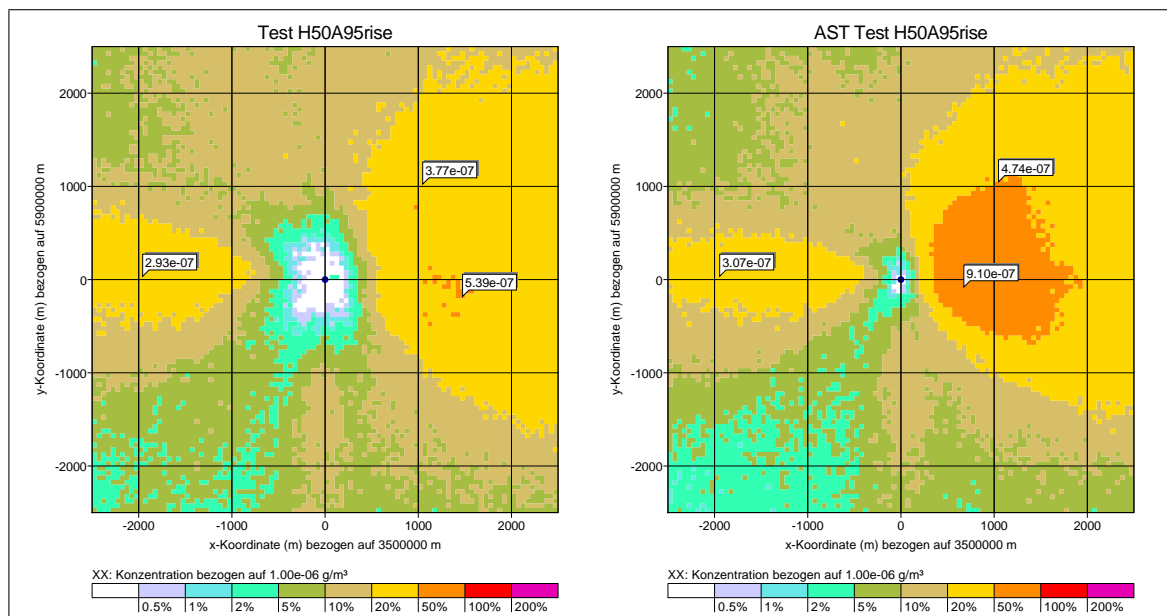 Test H50A95rise
2000
1000
0
-1000
-2000
y-Koordinate (m) bezogen auf 5900000 m
3.77e-07
2.93e-07
5.39e-07
-2000 -1000 0 1000 2000
x-Koordinate (m) bezogen auf 3500000 m
XX: Konzentration bezogen auf 1.00e-06 g/m³
0.5% 1% 2% 5% 10% 20% 50% 100% 200%
AST Test H50A95rise
2000
1000
0
-1000
-2000
y-Koordinate (m) bezogen auf 5900000 m
4.74e-07
3.07e-07
9.10e-07
-2000 -1000 0 1000 2000
x-Koordinate (m) bezogen auf 3500000 m
XX: Konzentration bezogen auf 1.00e-06 g/m³
0.5% 1% 2% 5% 10% 20% 50% 100% 200%